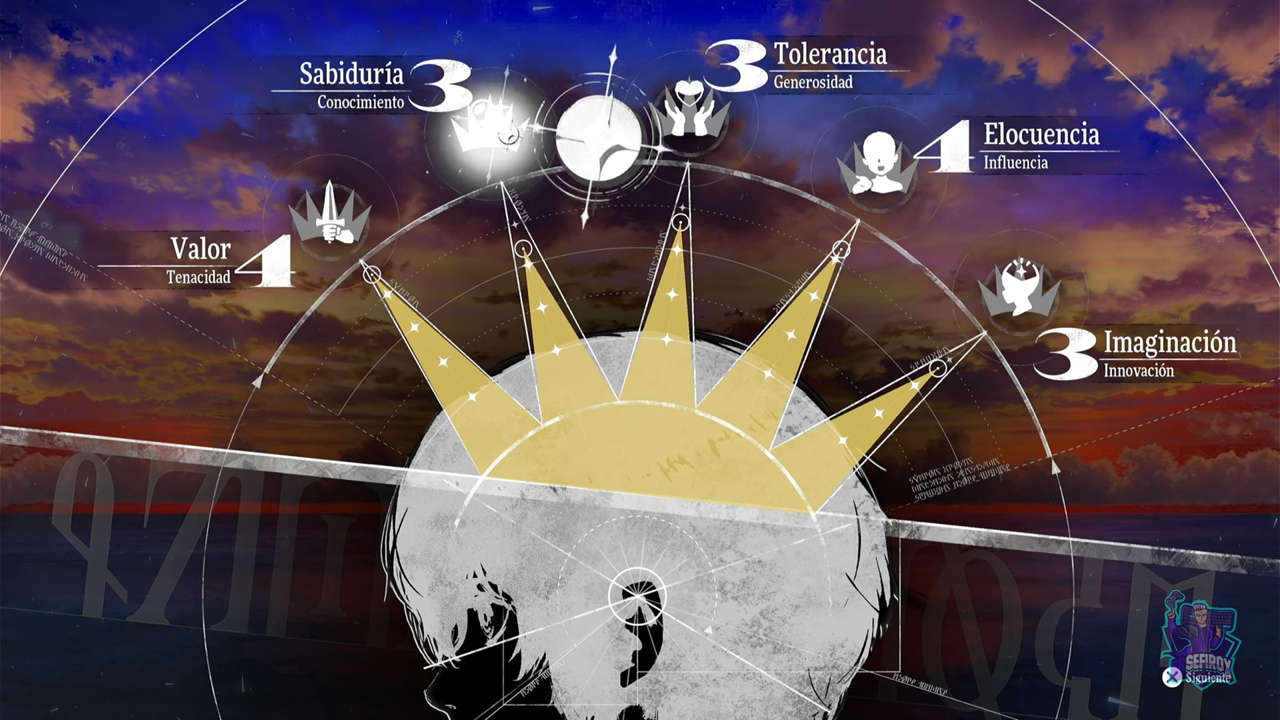 Sabiduría
Conocimiento
3
3
Tolerancia
Generosidad
4
Elocuencia
Influencia
Valor
Tenacidad
4
3
Imaginación
Innovación
SEFIROY
Siguiente